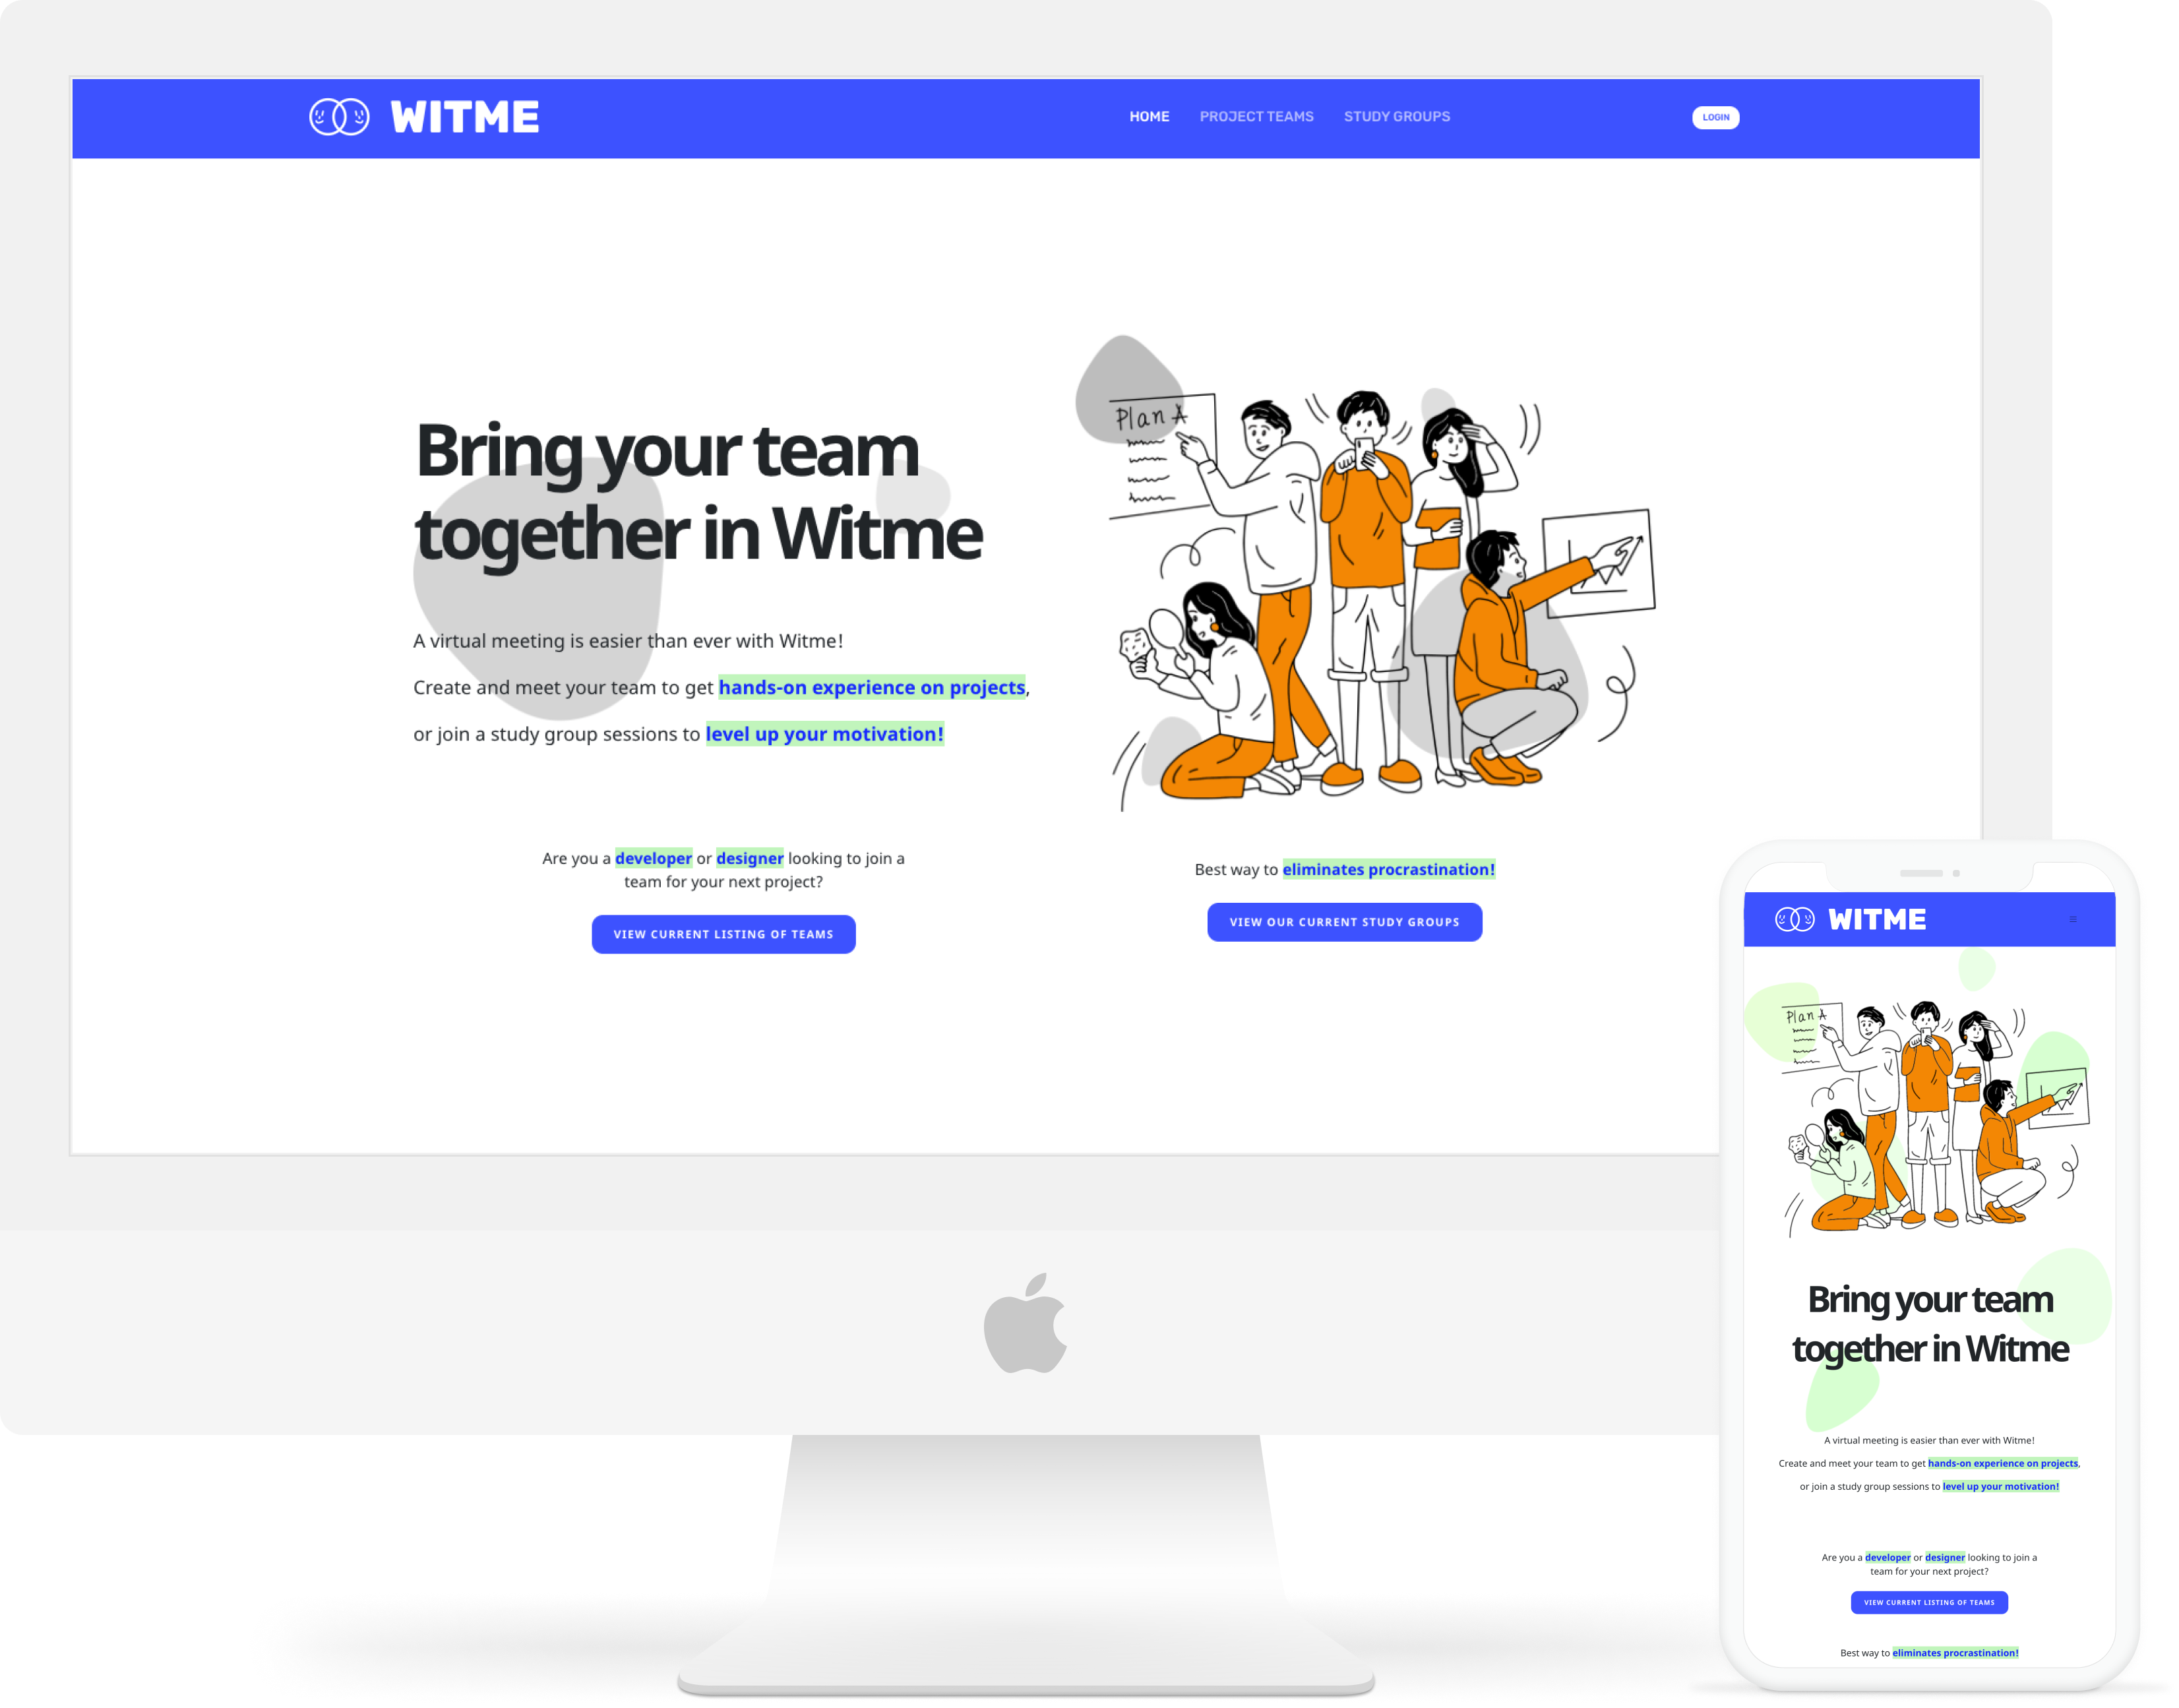 WITME
HOME PROJECT TEAMS STUDY GROUPS
LOGIN
Bring your team
together in Witme
A virtual meeting is easier than ever with Witme!
Create and meet your team to get hands-on experience on projects,
or join a study group sessions to level up your motivation!
Plan A
Are you a developer or designer looking to join a
team for your next project?
VIEW CURRENT LISTING OF TEAMS
Best way to eliminates procrastination!
VIEW OUR CURRENT STUDY GROUPS
WITME
Plan A
Bring your team
together in Witme
A virtual meeting is easier than ever with Witme!
Create and meet your team to get hands-on experience on projects,
or join a study group sessions to level up your motivation!
Are you a developer or designer looking to join a
team for your next project?
VIEW CURRENT LISTING OF TEAMS
Best way to eliminates procrastination!